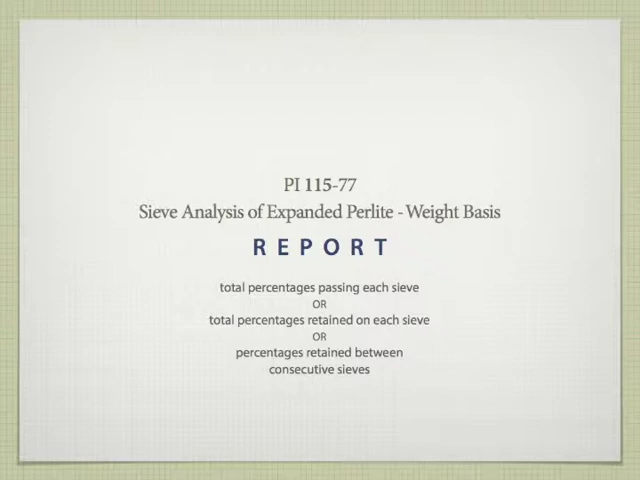 PI 115-77
Sieve Analysis of Expanded Perlite - Weight Basis
REPORT
total percentages passing each sieve
OR
total percentages retained on each sieve
OR
percentages retained between
consecutive sieves